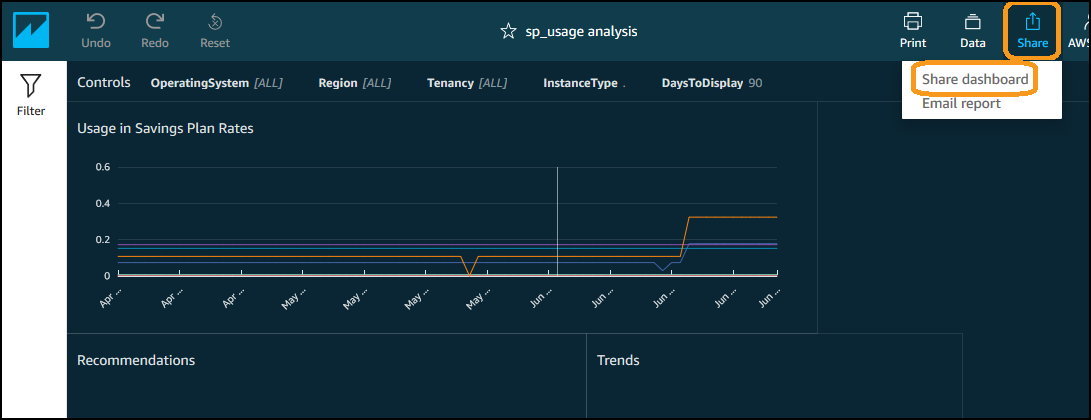 Undo
Redo
Reset
sp_usage analysis
Print
Data
Share
AWS
Filter
Controls OperatingSystem [ALL] Region [ALL] Tenancy [ALL] InstanceType . DaysToDisplay 90
Share dashboard
Email report
Usage in Savings Plan Rates
0.6
0.4
0.2
0
Apr ...
Apr ...
Apr ...
May ...
May ...
May ...
May ...
Jun ...
Jun ...
Jun ...
Jun ...
Recommendations
Trends